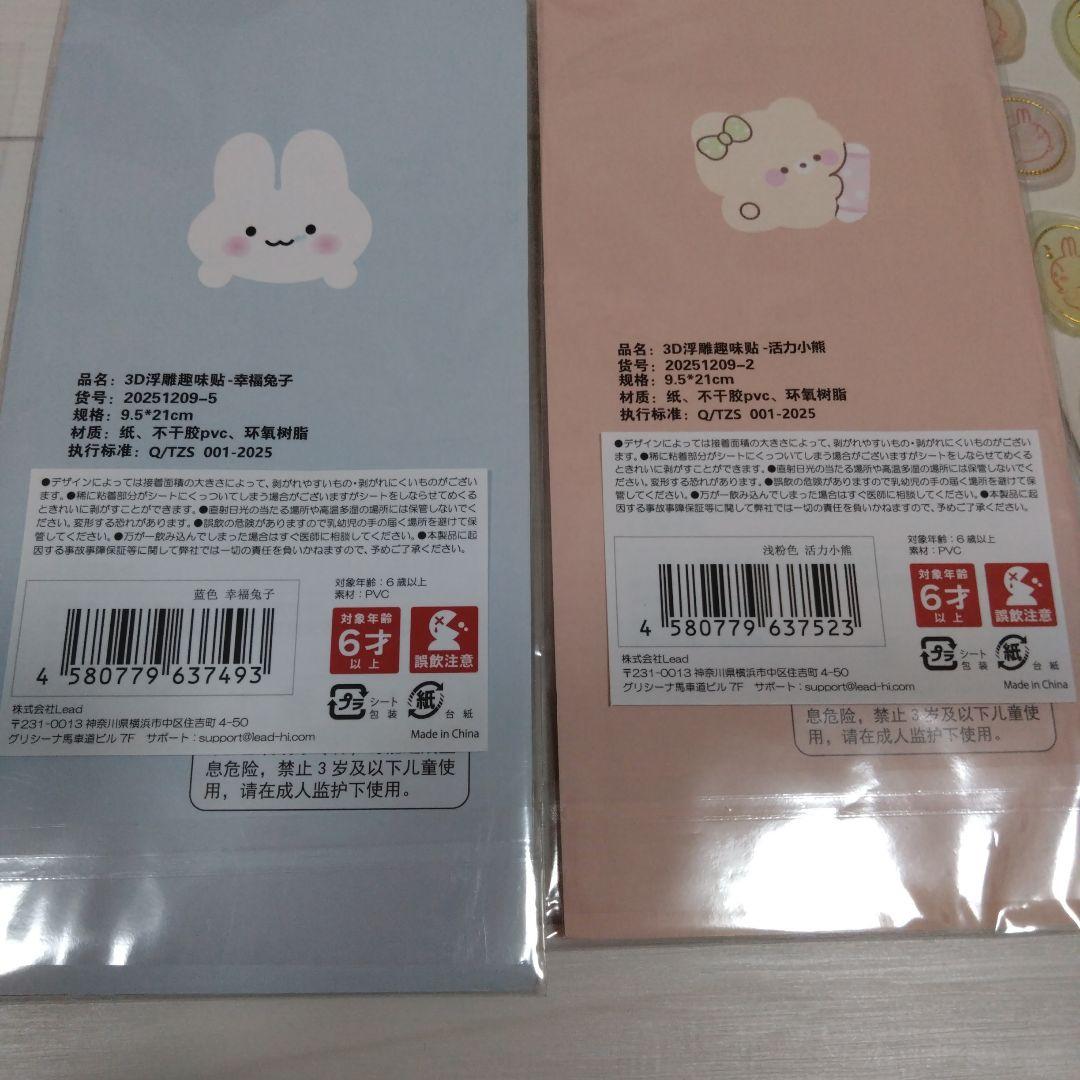 品名：3D浮雕趣味贴-幸福兔子
货号：20251209-5
规格：9.5*21cm
材质：纸、不干胶pvc、环氧树脂
执行标准：Q/TZS 001-2025
●デザインによっては接着面積の大きさによって、剥がれやすいもの・剥がれにくいものがござい
ます。●稀に粘着部分がシートにくっついてしまう場合がございますがシートをしならせてめくる
ときれいに剥がすことができます。●直射日光の当たる場所や高温多湿の場所には保管しないでく
ださい。変形する恐れがあります。●誤飲の危険がありますので乳幼児の手の届く場所を避けて保
管してください。●万が一飲み込んでしまった場合はすぐ医師に相談してください。●本製品に起
因する事故事障保証等に関して弊社では一切の責任を負いかねますので、予めご了承ください。
蓝色 幸福兔子
4 580779 637493
対象年齢：6歳以上
素材：PVC
対象年齢
6才
以上
誤飲注意
プラ
シート
包装
紙
台紙
株式会社Lead
〒231-0013 神奈川県横浜市中区住吉町 4-50
グリシーナ馬車道ビル 7F サポート：support@lead-hi.com
Made in China
息危险，禁止3岁及以下儿童使
用，请在成人监护下使用。
品名：3D浮雕趣味贴-活力小熊
货号：20251209-2
规格：9.5*21cm
材质：纸、不干胶pvc、环氧树脂
执行标准：Q/TZS 001-2025
●デザインによっては接着面積の大きさによって、剥がれやすいもの・剥がれにくいものがござい
ます。●稀に粘着部分がシートにくっついてしまう場合がございますがシートをしならせてめくる
ときれいに剥がすことができます。●直射日光の当たる場所や高温多湿の場所には保管しないでく
ださい。変形する恐れがあります。●誤飲の危険がありますので乳幼児の手の届く場所を避けて保
管してください。●万が一飲み込んでしまった場合はすぐ医師に相談してください。●本製品に起
因する事故事障保証等に関して弊社では一切の責任を負いかねますので、予めご了承ください。
浅粉色 活力小熊
4 580779 637523
対象年齢：6歳以上
素材：PVC
対象年齢
6才
以上
誤飲注意
プラ
シート
包装
紙
台紙
株式会社Lead
〒231-0013 神奈川県横浜市中区住吉町 4-50
グリシーナ馬車道ビル 7F サポート：support@lead-hi.com
Made in China
息危险，禁止3岁及以下儿童使
用，请在成人监护下使用。